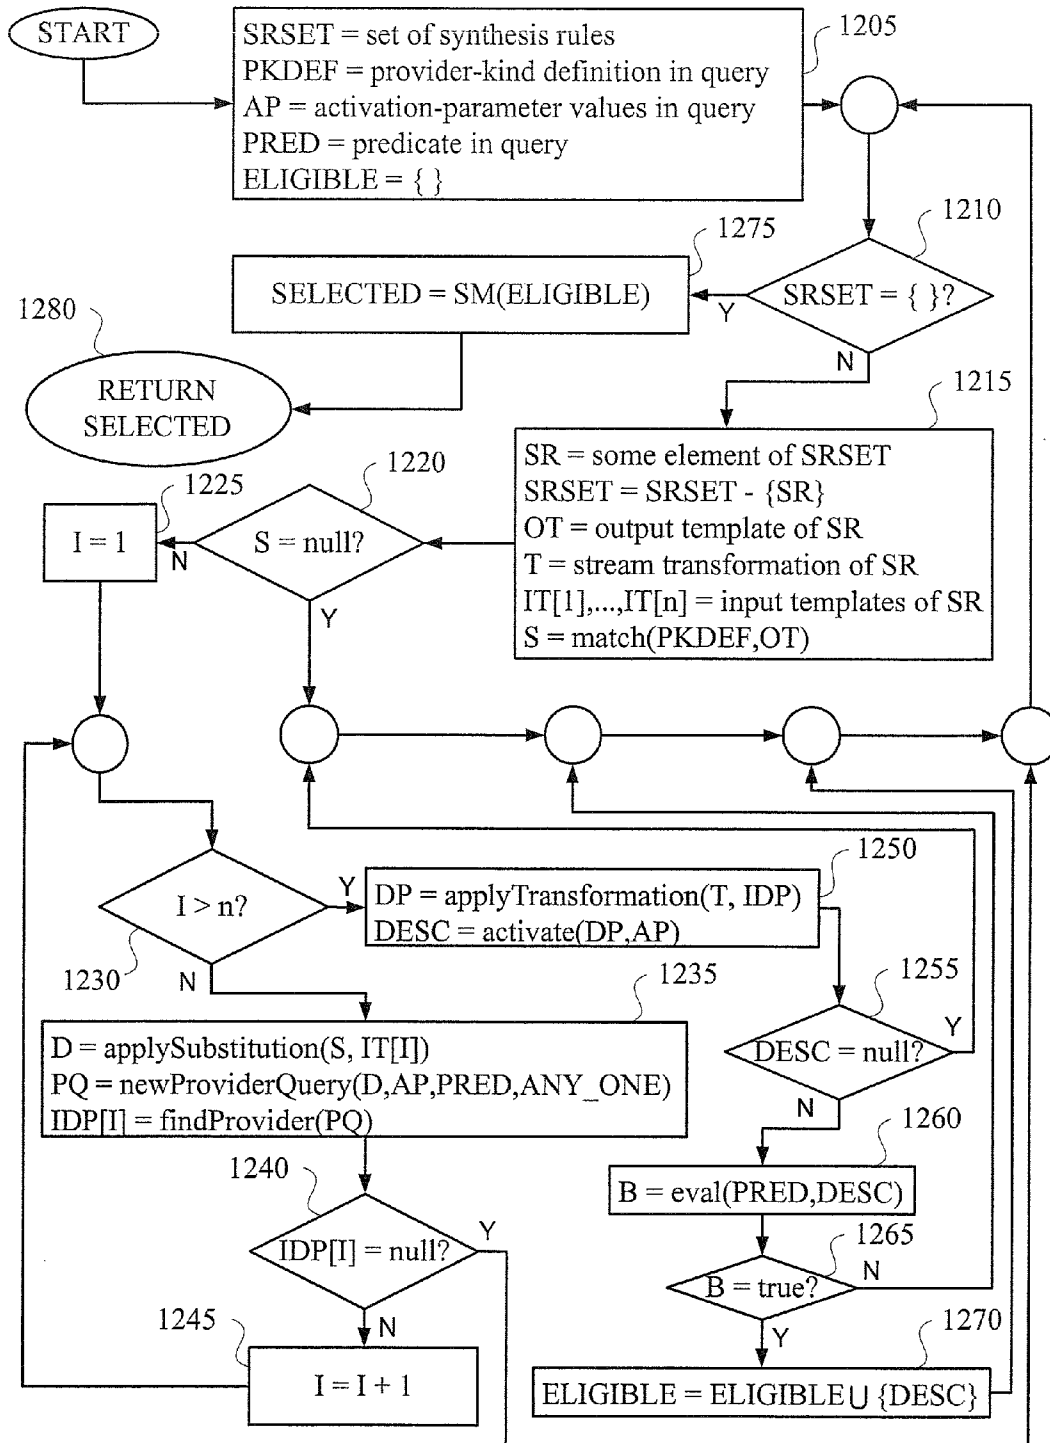 START
SRSET = set of synthesis rules
PKDEF = provider-kind definition in query
AP = activation-parameter values in query
PRED = predicate in query
ELIGIBLE = { }
1205
1210
SRSET = { }?
Y
N
1275
SELECTED = SM(ELIGIBLE)
1280
RETURN
SELECTED
1215
SR = some element of SRSET
SRSET = SRSET - {SR}
OT = output template of SR
T = stream transformation of SR
IT[1],...,IT[n] = input templates of SR
S = match(PKDEF,OT)
1220
S = null?
N
Y
1225
I = 1
I > n?
1230
Y
N
1250
DP = applyTransformation(T, IDP)
DESC = activate(DP,AP)
1235
D = applySubstitution(S, IT[I])
PQ = newProviderQuery(D,AP,PRED,ANY_ONE)
IDP[I] = findProvider(PQ)
1255
DESC = null?
Y
N
1240
IDP[I] = null?
Y
N
1260
B = eval(PRED,DESC)
1265
B = true?
N
Y
1245
I = I + 1
1270
ELIGIBLE = ELIGIBLE ∪ {DESC}